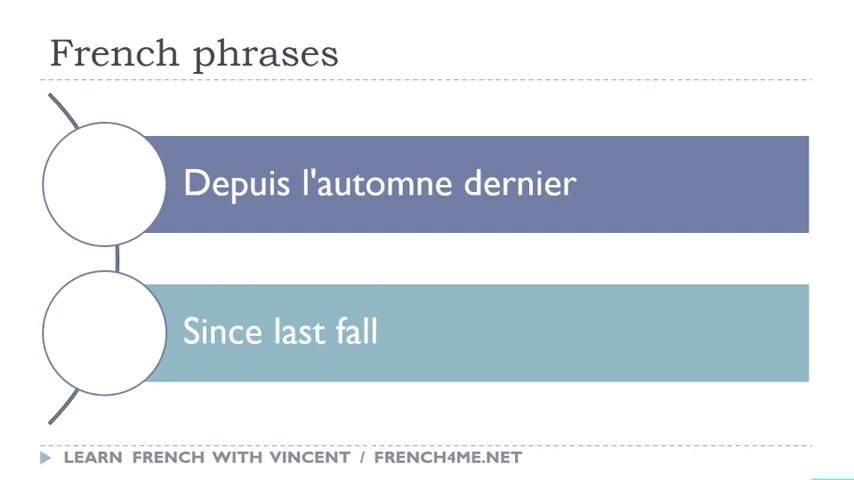 French phrases
Depuis l'automne dernier
Since last fall
LEARN FRENCH WITH VINCENT / FRENCH4ME.NET